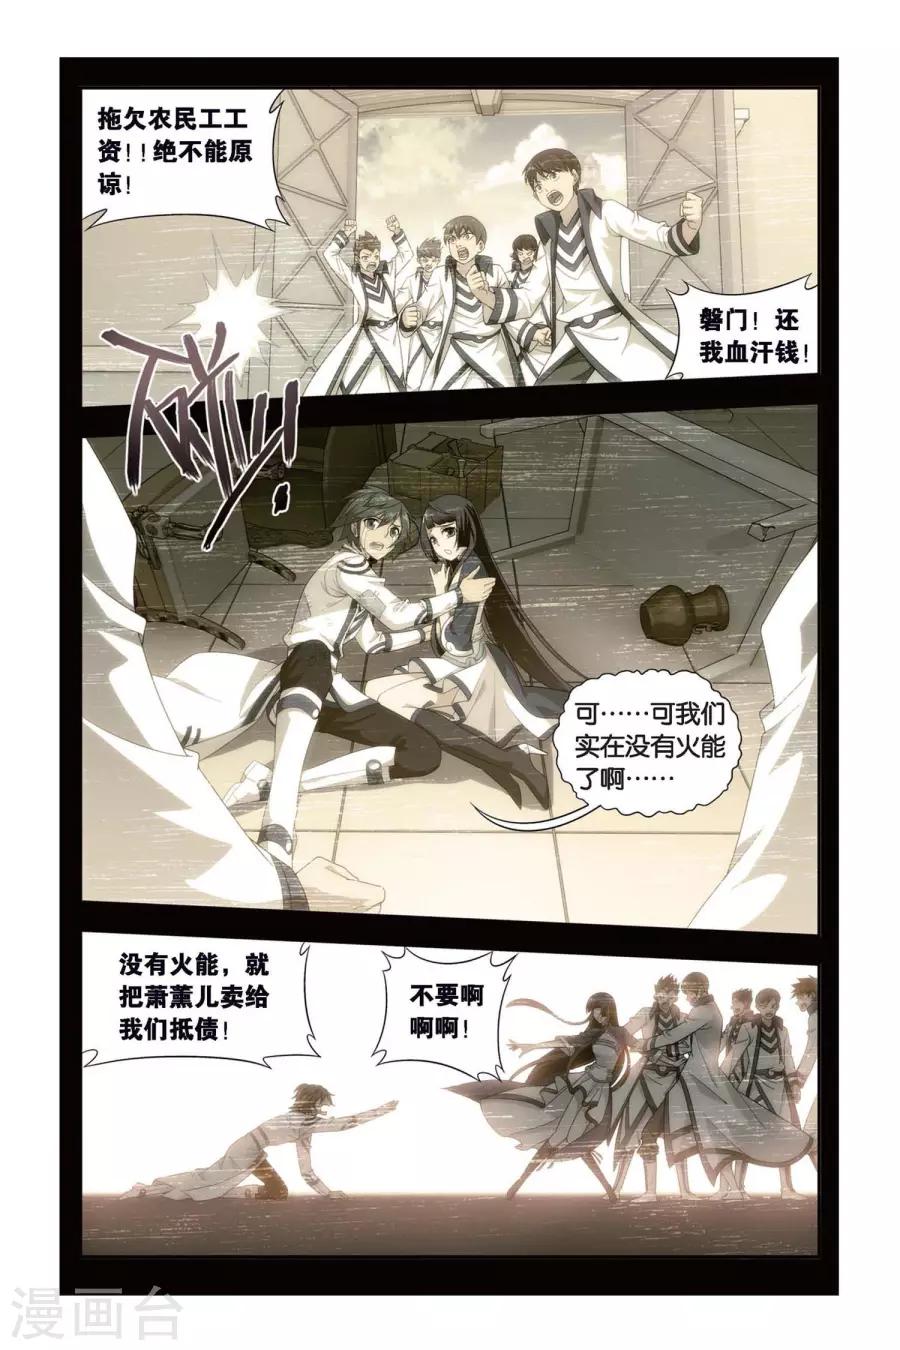 拖欠农民工工
资！！绝不能原
谅！
磐门！还
我血汗钱！
砰！
可……可我们
实在没有火能
了啊……
没有火能，就
把萧薰儿卖给
我们抵债！
不要啊
啊啊！
漫画台